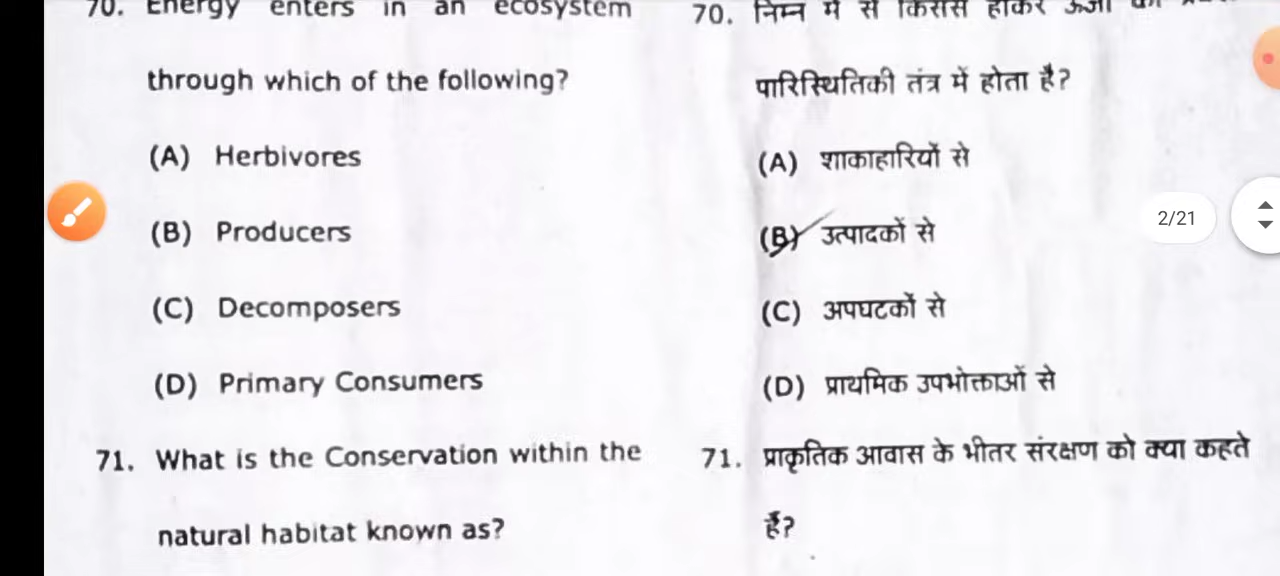 70. Energy enters in an ecosystem
through which of the following?
(A) Herbivores
(B) Producers
(C) Decomposers
(D) Primary Consumers
71. What is the Conservation within the
natural habitat known as?
70. निम्न में से किससे होकर ऊर्जा का
पारिस्थितिकी तंत्र में होता है?
(A) शाकाहारियों से
(B) उत्पादकों से
(C) अपघटकों से
(D) प्राथमिक उपभोक्ताओं से
71. प्राकृतिक आवास के भीतर संरक्षण को क्या कहते
हैं?
2/21